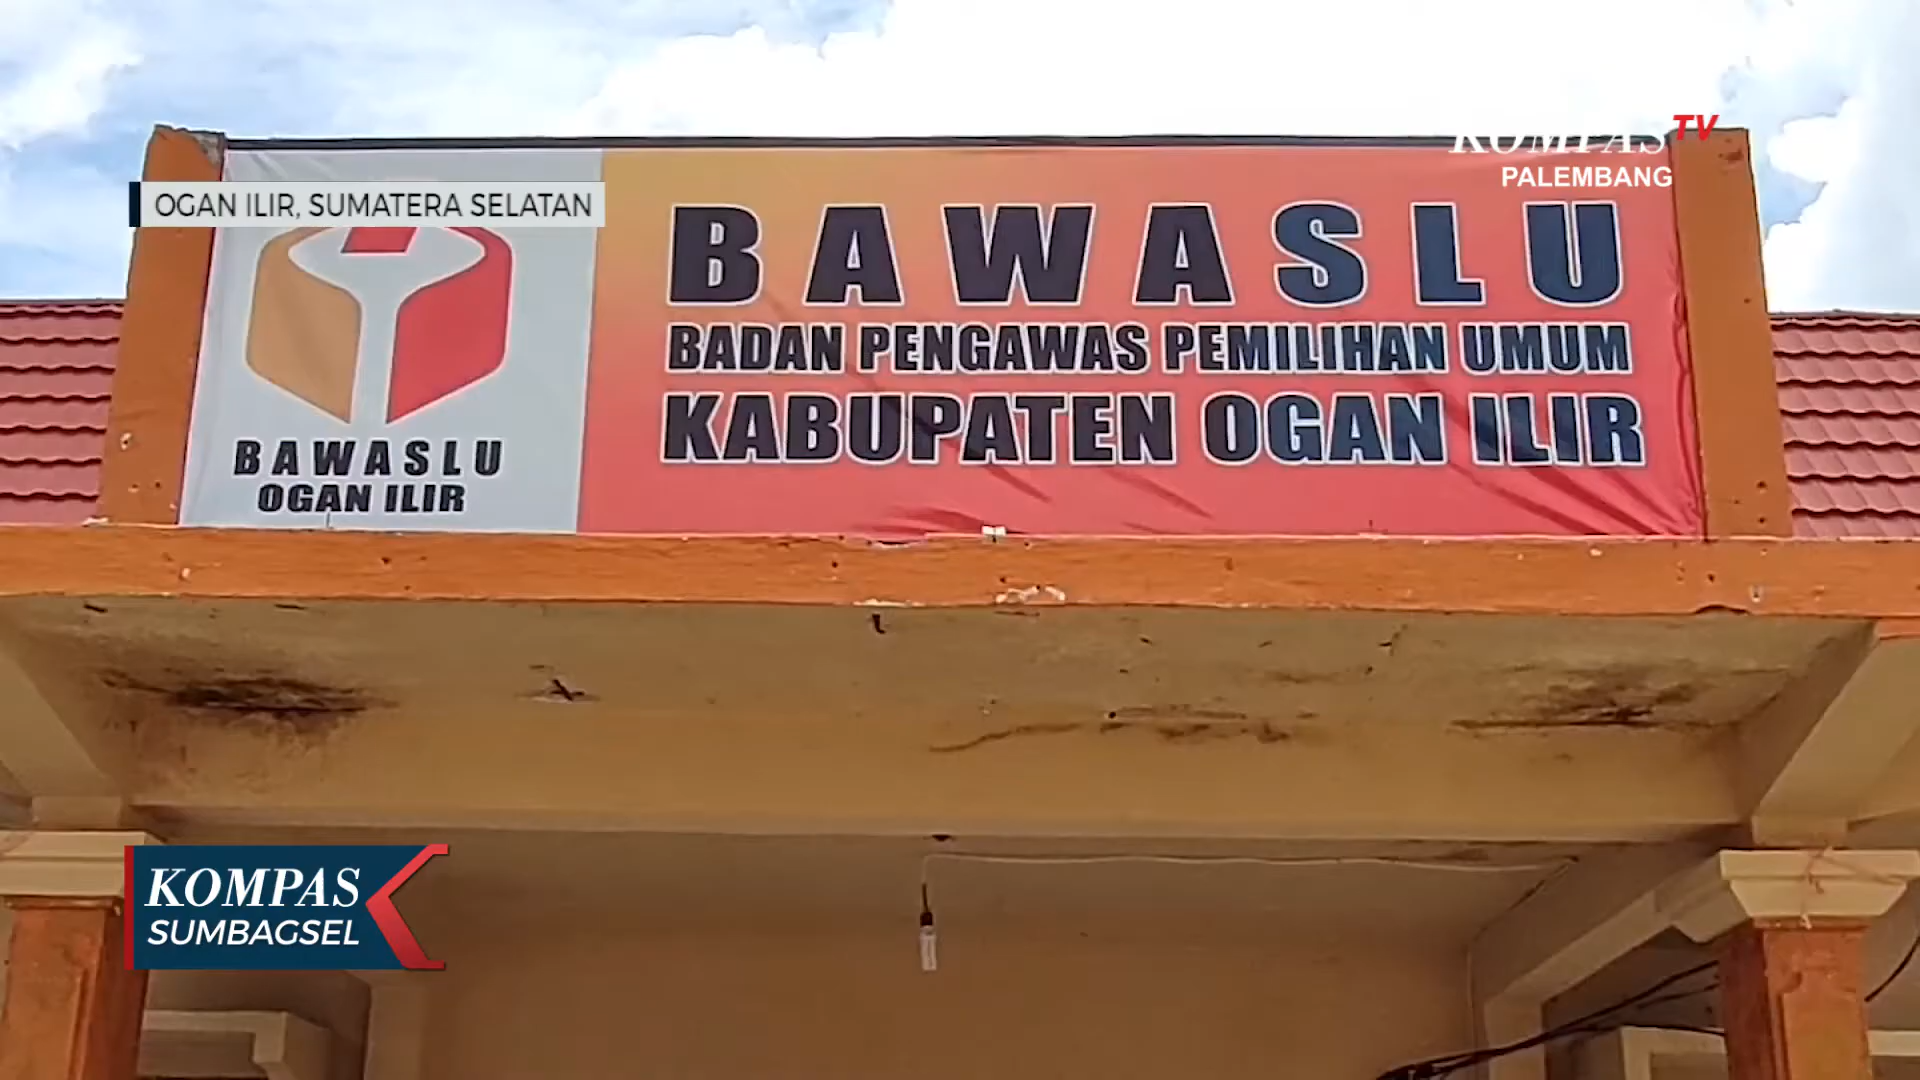 KOMPAS TV
PALEMBANG
OGAN ILIR, SUMATERA SELATAN
BAWASLU
BADAN PENGAWAS PEMILIHAN UMUM
KABUPATEN OGAN ILIR
BAWASLU
OGAN ILIR
KOMPAS
SUMBAGSEL